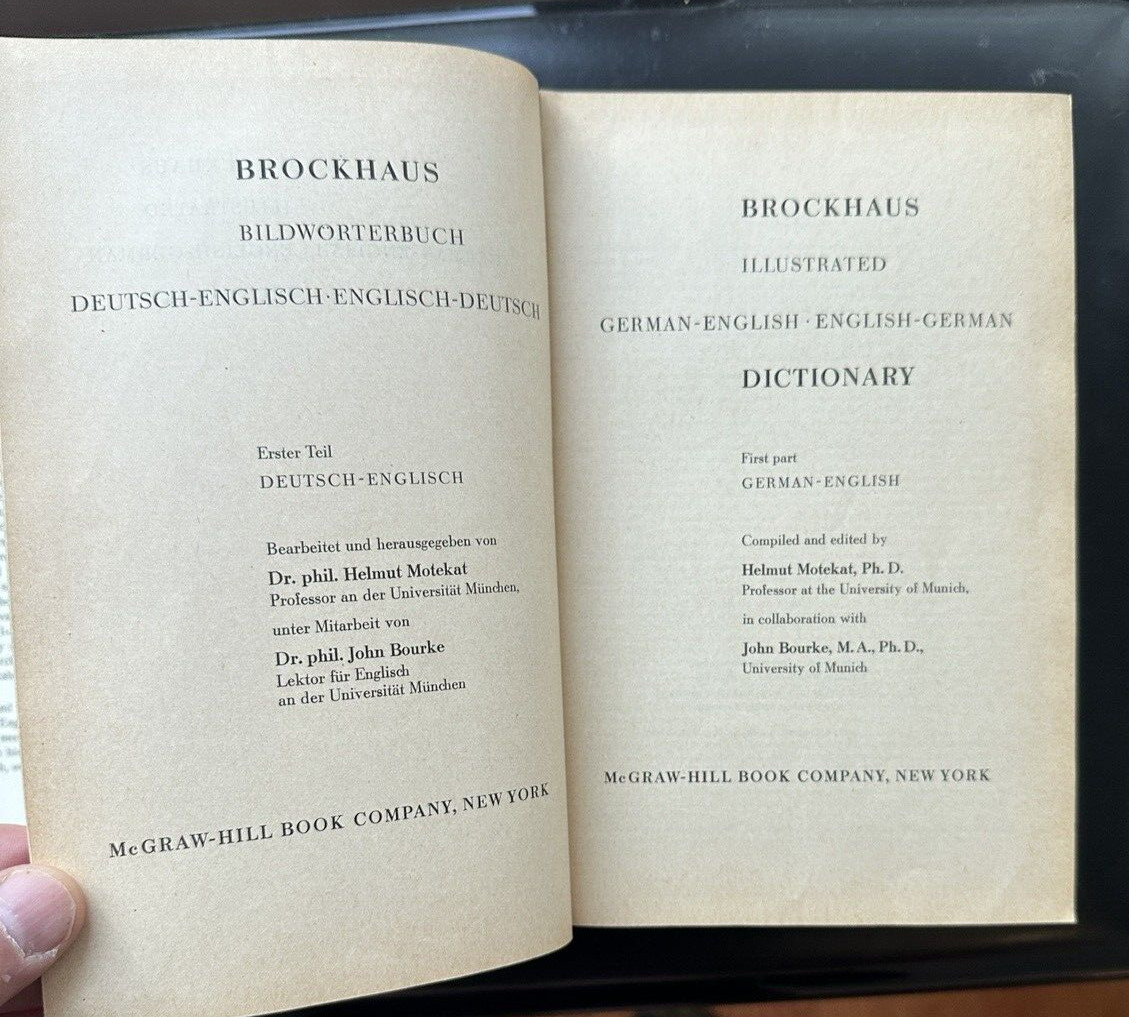 BROCKHAUS
BILDWÖRTERBUCH
DEUTSCH-ENGLISCH·ENGLISCH-DEUTSCH
Erster Teil
DEUTSCH-ENGLISCH
Bearbeitet und herausgegeben von
Dr. phil. Helmut Motekat
Professor an der Universität München,
unter Mitarbeit von
Dr. phil. John Bourke
Lektor für Englisch
an der Universität München
McGRAW-HILL BOOK COMPANY, NEW YORK
BROCKHAUS
ILLUSTRATED
GERMAN-ENGLISH · ENGLISH-GERMAN
DICTIONARY
First part
GERMAN-ENGLISH
Compiled and edited by
Helmut Motekat, Ph. D.
Professor at the University of Munich,
in collaboration with
John Bourke, M. A., Ph. D.,
University of Munich
McGRAW-HILL BOOK COMPANY, NEW YORK